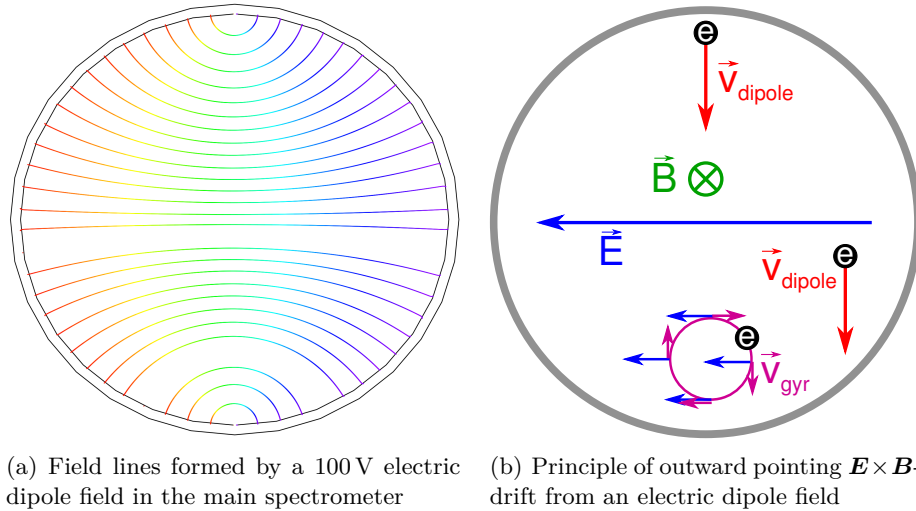 e
v⃗dipole
B⃗
E⃗
e
v⃗dipole
e
v⃗gyr
(a) Field lines formed by a 100 V electric
dipole field in the main spectrometer
(b) Principle of outward pointing E × B-
drift from an electric dipole field